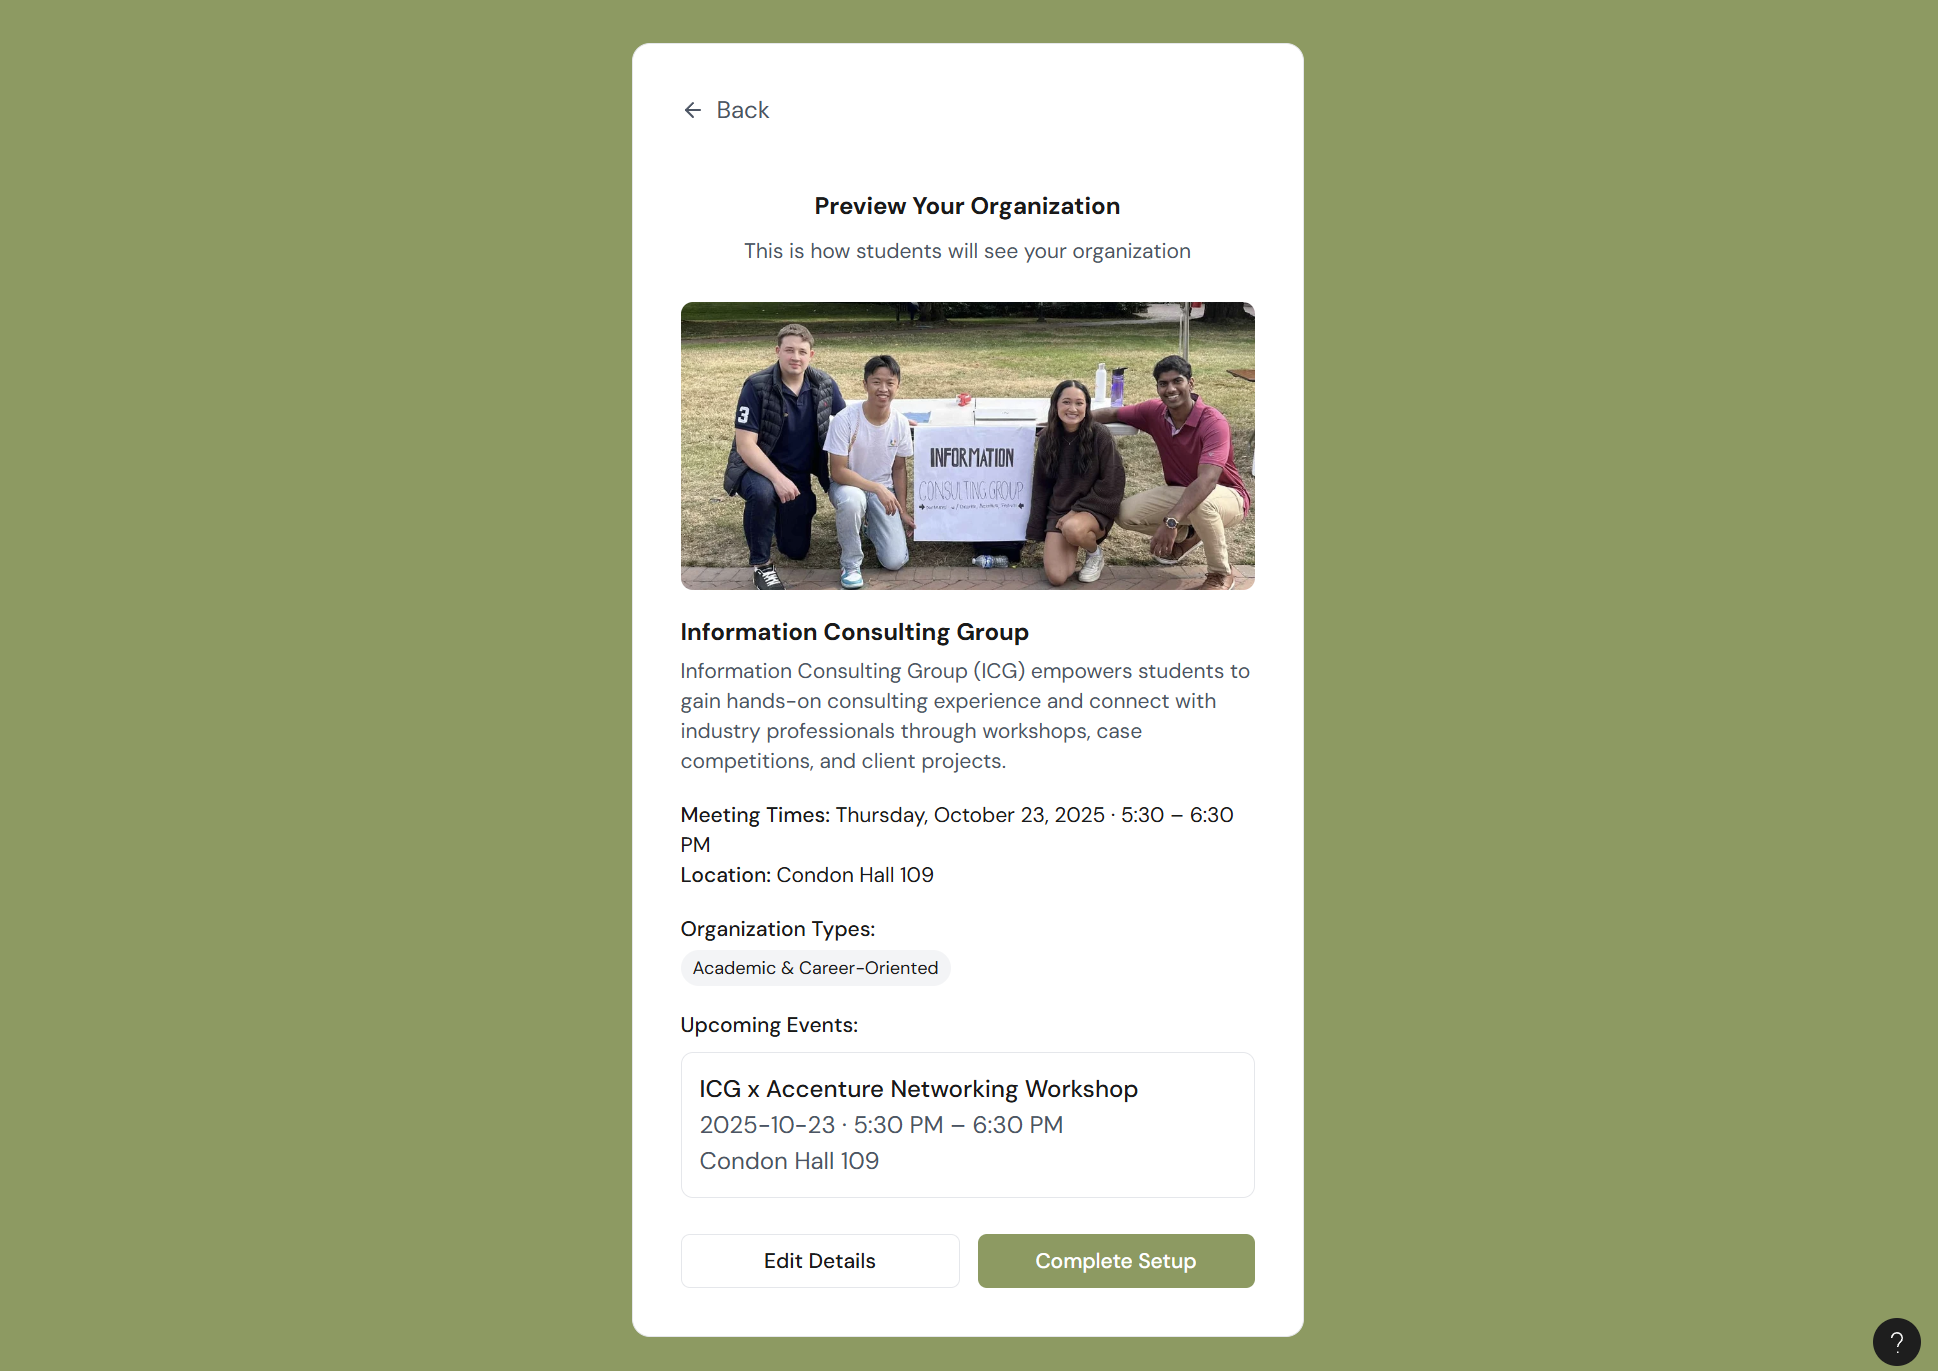 Back
Preview Your Organization
This is how students will see your organization
3
INFORMATION
CONSULTING GROUP
Information Consulting Group
Information Consulting Group (ICG) empowers students to
gain hands-on consulting experience and connect with
industry professionals through workshops, case
competitions, and client projects.
Meeting Times: Thursday, October 23, 2025 · 5:30 – 6:30
PM
Location: Condon Hall 109
Organization Types:
Academic & Career-Oriented
Upcoming Events:
ICG x Accenture Networking Workshop
2025-10-23 · 5:30 PM – 6:30 PM
Condon Hall 109
Edit Details
Complete Setup
?